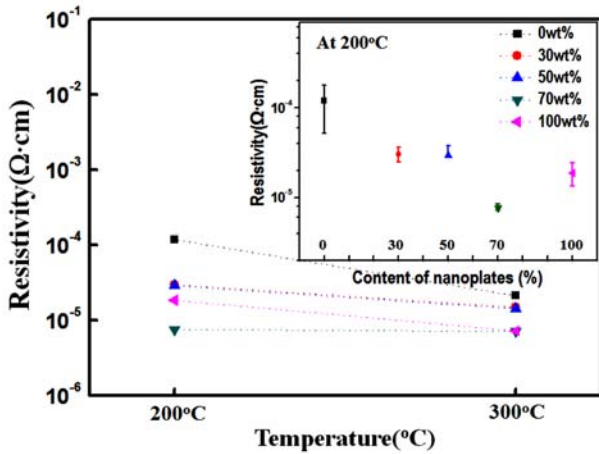 10⁻¹
10⁻²
10⁻³
10⁻⁴
10⁻⁵
10⁻⁶
Resistivity(Ω·cm)
200°C
300°C
Temperature(°C)
At 200°C
0wt%
30wt%
50wt%
70wt%
100wt%
10⁻⁴
10⁻⁵
Resistivity(Ω·cm)
0 30 50 70 100
Content of nanoplates (%)